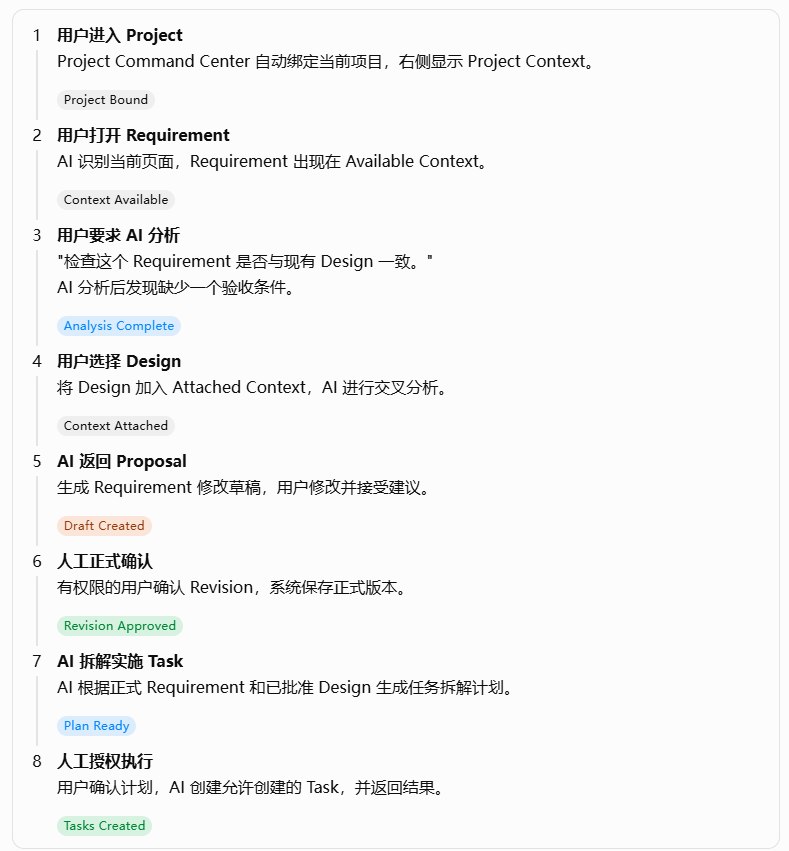 1 用户进入 Project
Project Command Center 自动绑定当前项目，右侧显示 Project Context。
Project Bound
2 用户打开 Requirement
AI 识别当前页面，Requirement 出现在 Available Context。
Context Available
3 用户要求 AI 分析
"检查这个 Requirement 是否与现有 Design 一致。"
AI 分析后发现缺少一个验收条件。
Analysis Complete
4 用户选择 Design
将 Design 加入 Attached Context，AI 进行交叉分析。
Context Attached
5 AI 返回 Proposal
生成 Requirement 修改草稿，用户修改并接受建议。
Draft Created
6 人工正式确认
有权限的用户确认 Revision，系统保存正式版本。
Revision Approved
7 AI 拆解实施 Task
AI 根据正式 Requirement 和已批准 Design 生成任务拆解计划。
Plan Ready
8 人工授权执行
用户确认计划，AI 创建允许创建的 Task，并返回结果。
Tasks Created